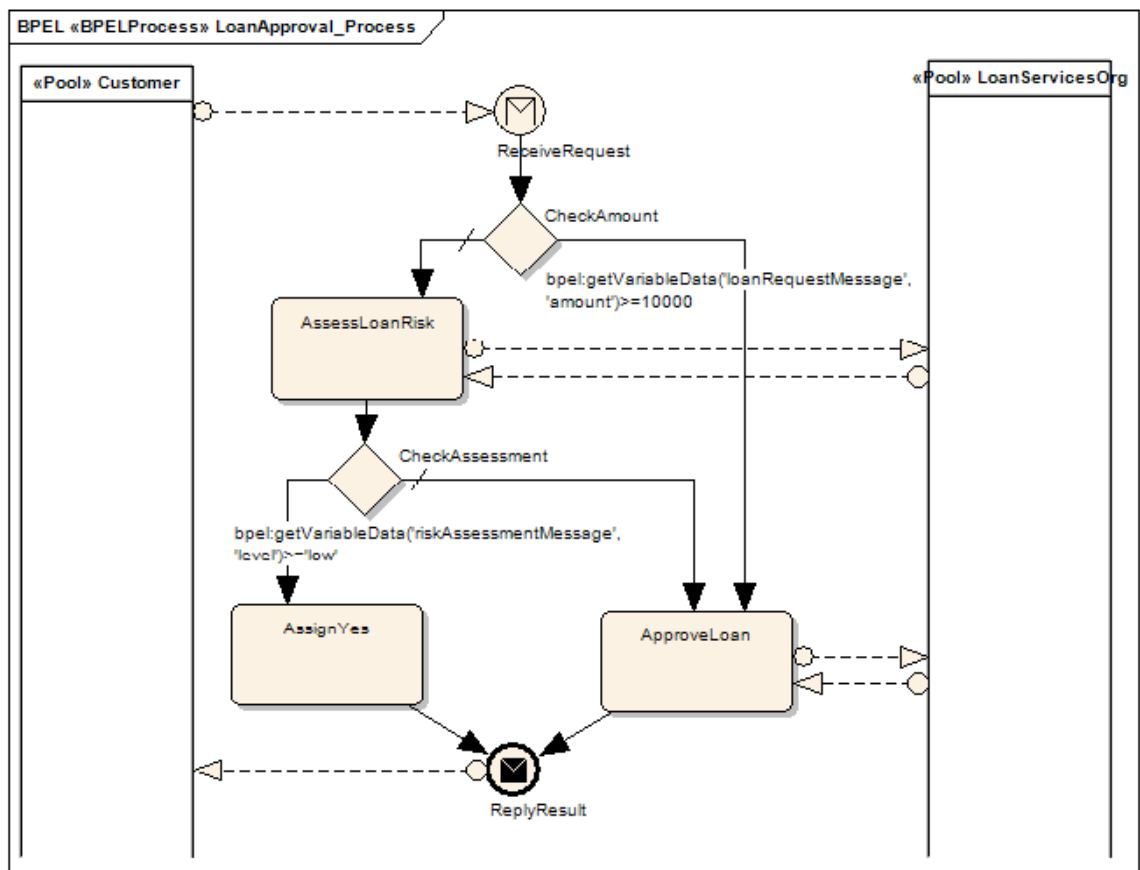 BPEL «BPELProcess» LoanApproval_Process
«Pool» Customer
«Pool» LoanServicesOrg
ReceiveRequest
CheckAmount
bpel:getVariableData('loanRequestMessage',
'amount')>=10000
AssessLoanRisk
CheckAssessment
bpel:getVariableData('riskAssessmentMessage',
'level')>='low'
AssignYes
ApproveLoan
ReplyResult